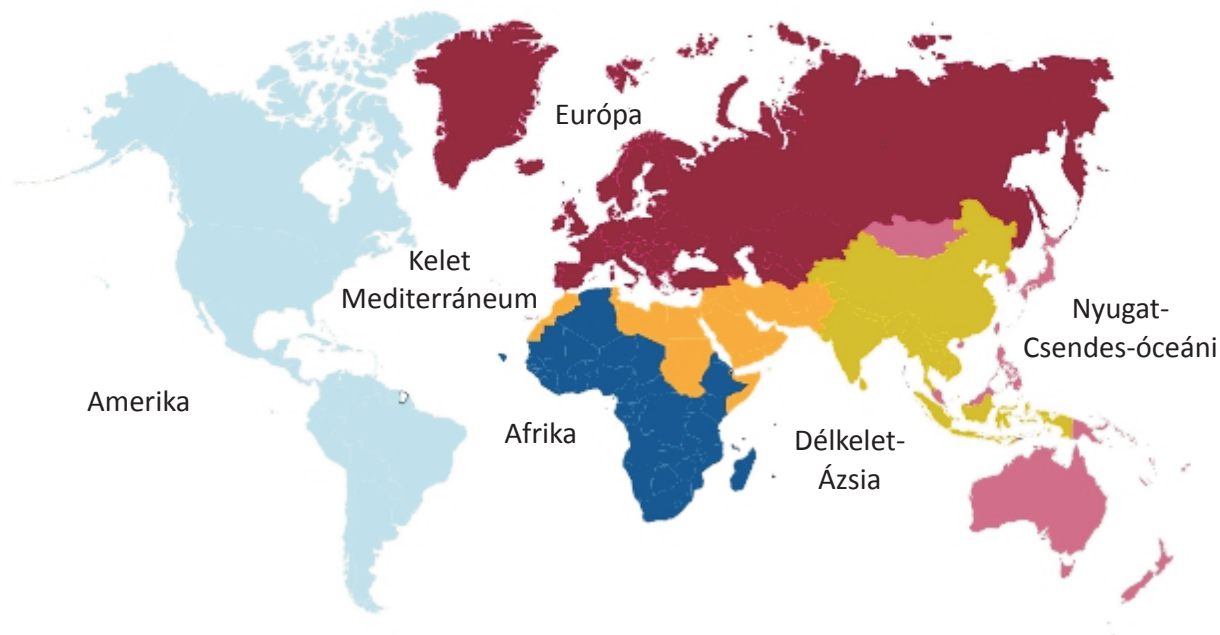 Európa
Kelet
Mediterráneum
Nyugat-
Csendes-óceáni
Amerika
Afrika
Délkelet-
Ázsia